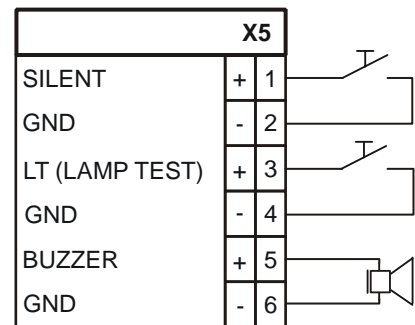 X5
SILENT + 1
GND - 2
LT (LAMP TEST) + 3
GND - 4
BUZZER + 5
GND - 6